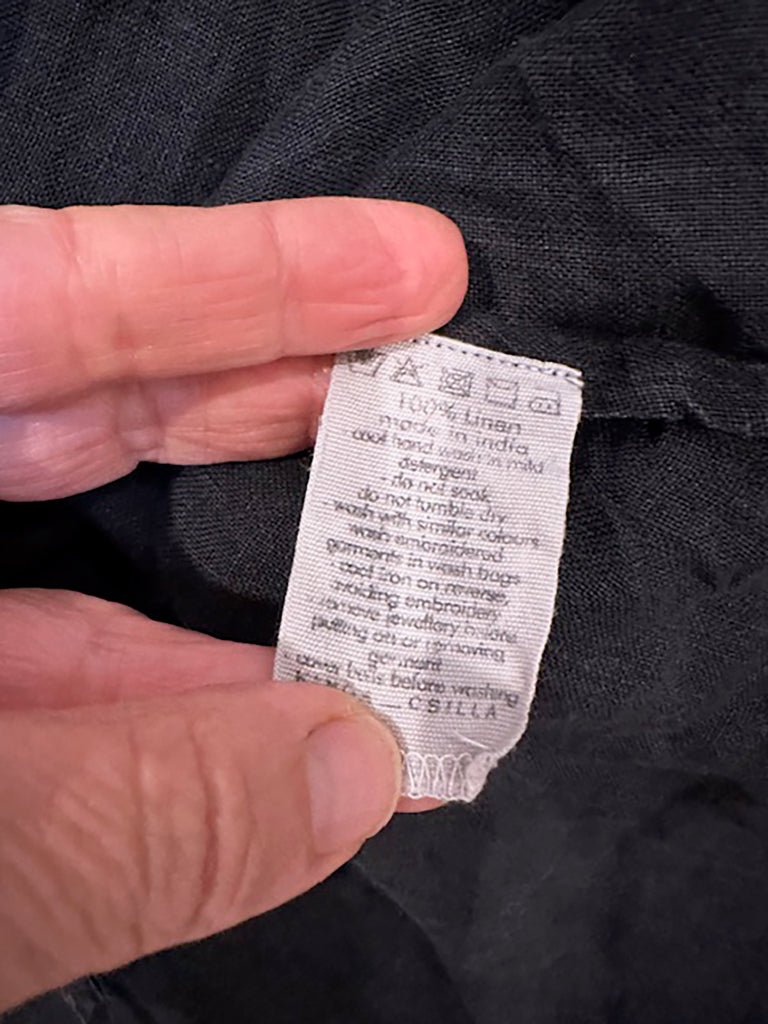 100% Linen
made in india
cool hand wash in mild
detergent
- do not soak
do not tumble dry
- wash with similar colours
wash embroidered
garments in wash bags
- cool iron on reverse,
avoiding embroidery
remove jewellery before
pulling on or removing
garment
belts before washing
CSILLA